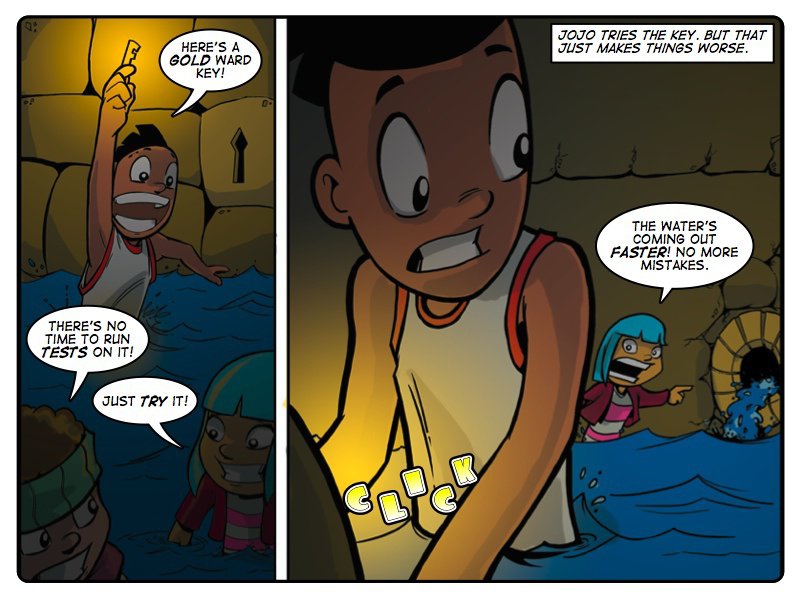 HERE'S A
GOLD WARD
KEY!
THERE'S NO
TIME TO RUN
TESTS ON IT!
JUST TRY IT!
JOJO TRIES THE KEY. BUT THAT
JUST MAKES THINGS WORSE.
THE WATER'S
COMING OUT
FASTER! NO MORE
MISTAKES.
CLICK